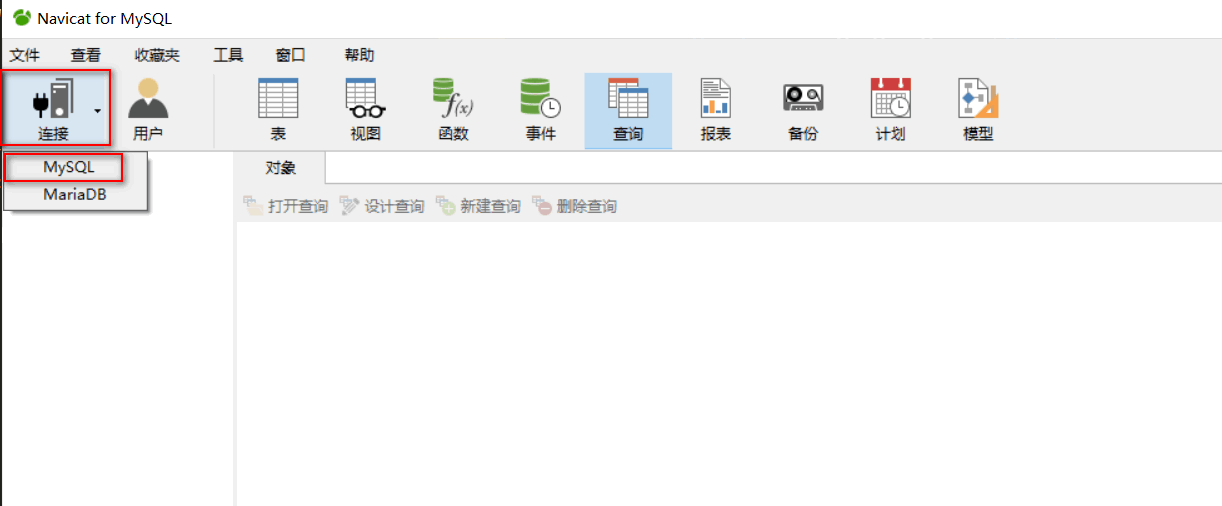 Navicat for MySQL
文件 查看 收藏夹 工具 窗口 帮助
连接 用户 表 视图 f(x) 函数 事件 查询 报表 备份 计划 模型
MySQL
MariaDB
对象
打开查询 设计查询 新建查询 删除查询